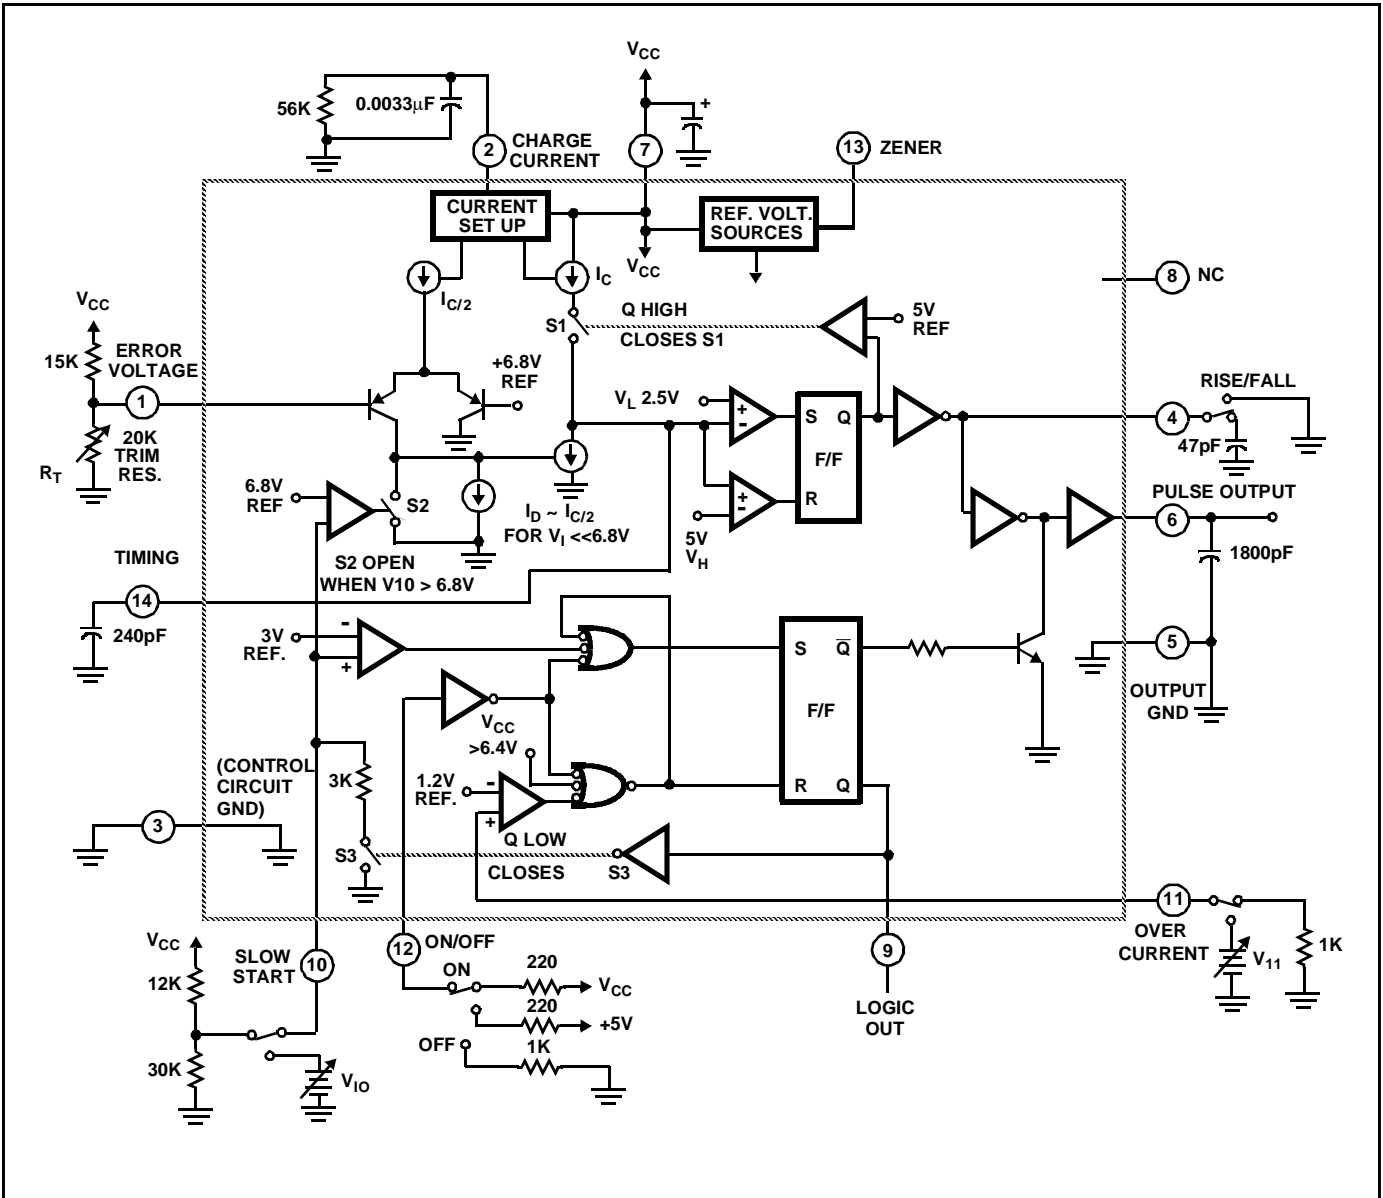 VCC
56K
0.0033µF
+
2
CHARGE
CURRENT
7
13
ZENER
CURRENT
SET UP
REF. VOLT.
SOURCES
VCC
IC/2
IC
8
NC
VCC
15K
ERROR
VOLTAGE
1
20K
TRIM
RES.
RT
S1
Q HIGH
CLOSES S1
5V
REF
+6.8V
REF
VL 2.5V
+
-
S
Q
F/F
R
+
-
5V
VH
RISE/FALL
4
47pF
PULSE OUTPUT
6
1800pF
6.8V
REF
S2
ID ~ IC/2
FOR VI <<6.8V
S2 OPEN
WHEN V10 > 6.8V
TIMING
14
240pF
3V
REF.
-
+
S
Q
F/F
R
Q
5
OUTPUT
GND
VCC
>6.4V
1.2V
REF.
-
+
(CONTROL
CIRCUIT
GND)
3K
3
S3
Q LOW
CLOSES
S3
11
OVER
CURRENT
V11
1K
VCC
12K
30K
SLOW
START
10
VIO
12
ON/OFF
ON
220
VCC
220
+5V
OFF
1K
9
LOGIC
OUT